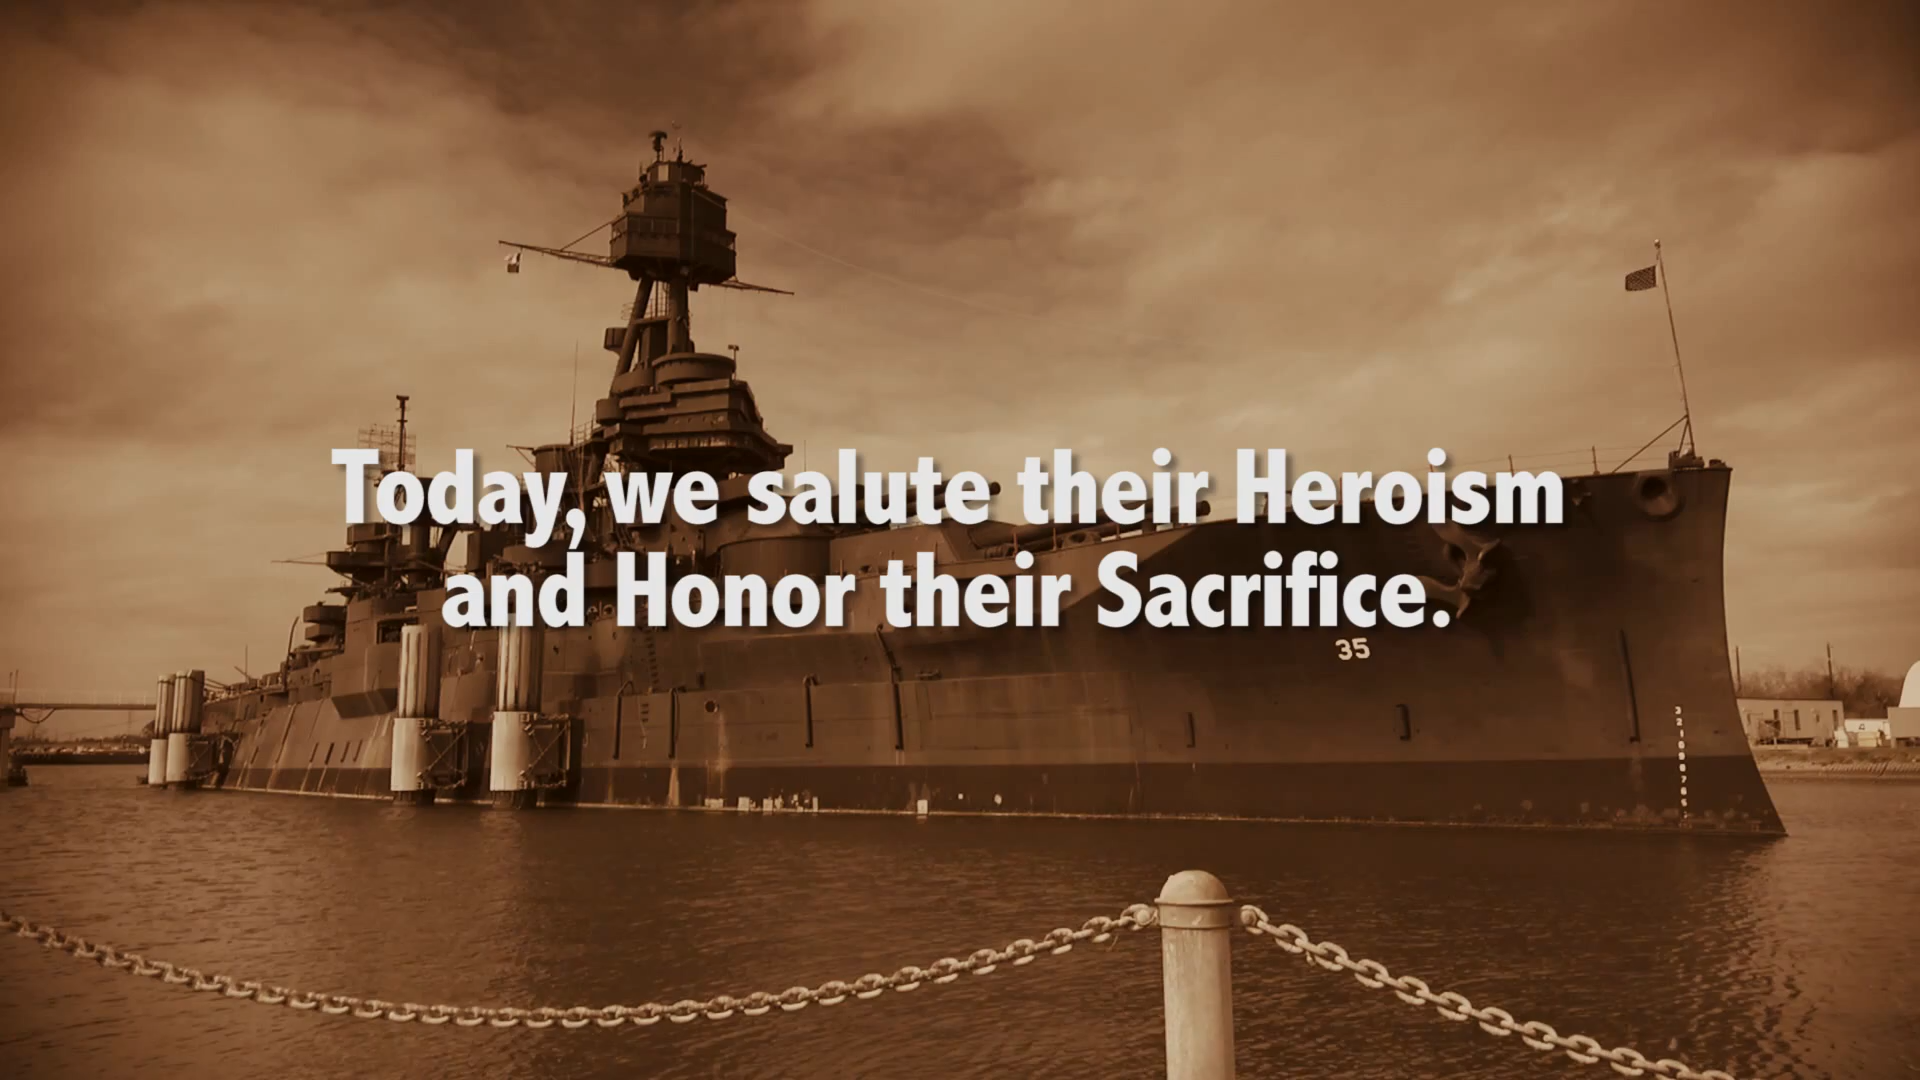 Today, we salute their Heroism
and Honor their Sacrifice.
35